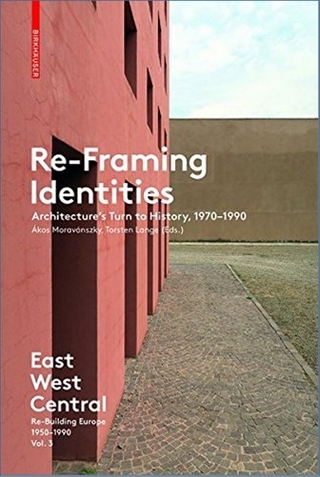 BIRKHÄUSER
Re-Framing
Identities
Architecture's Turn to History, 1970–1990
Ákos Moravánszky, Torsten Lange (Eds.)
East
West
Central
Re-Building Europe
1950–1990
Vol. 3